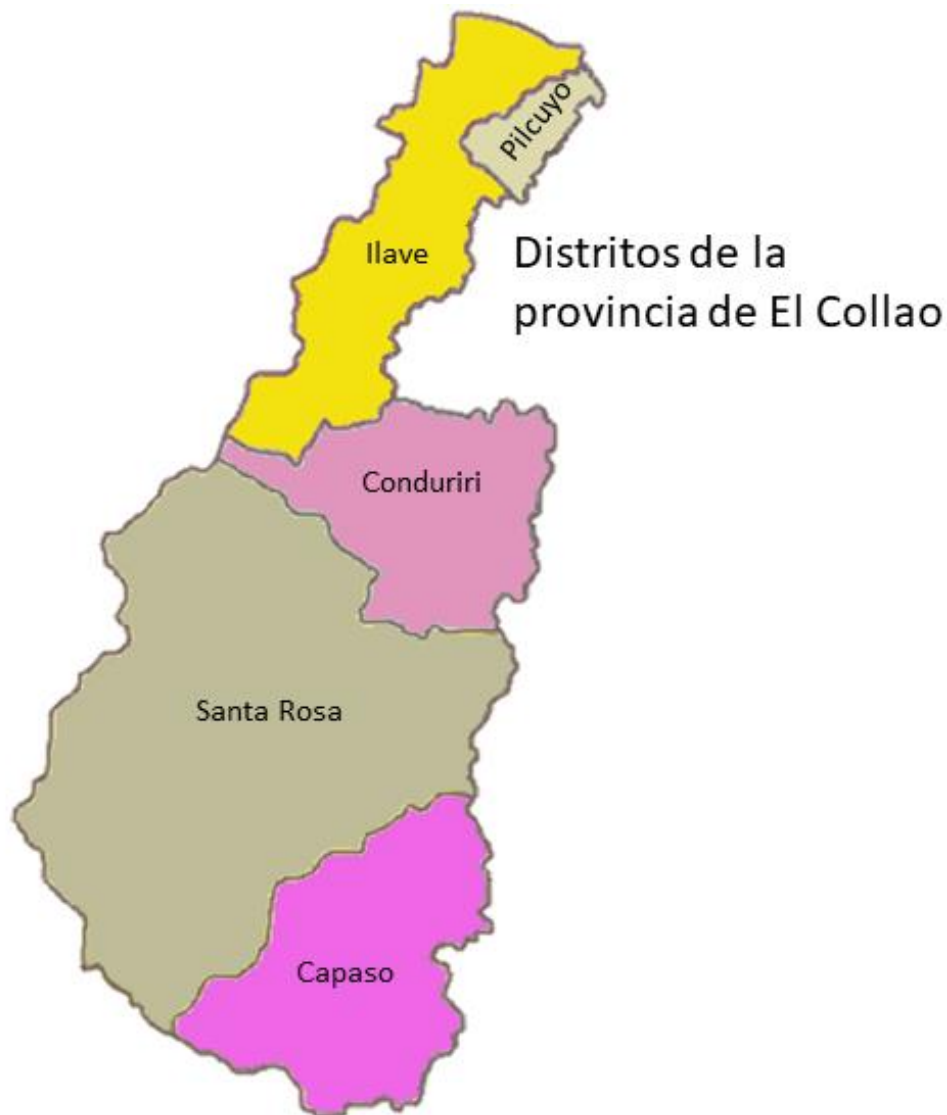 Pilcuyo
Ilave
Distritos de la
provincia de El Collao
Conduriri
Santa Rosa
Capaso